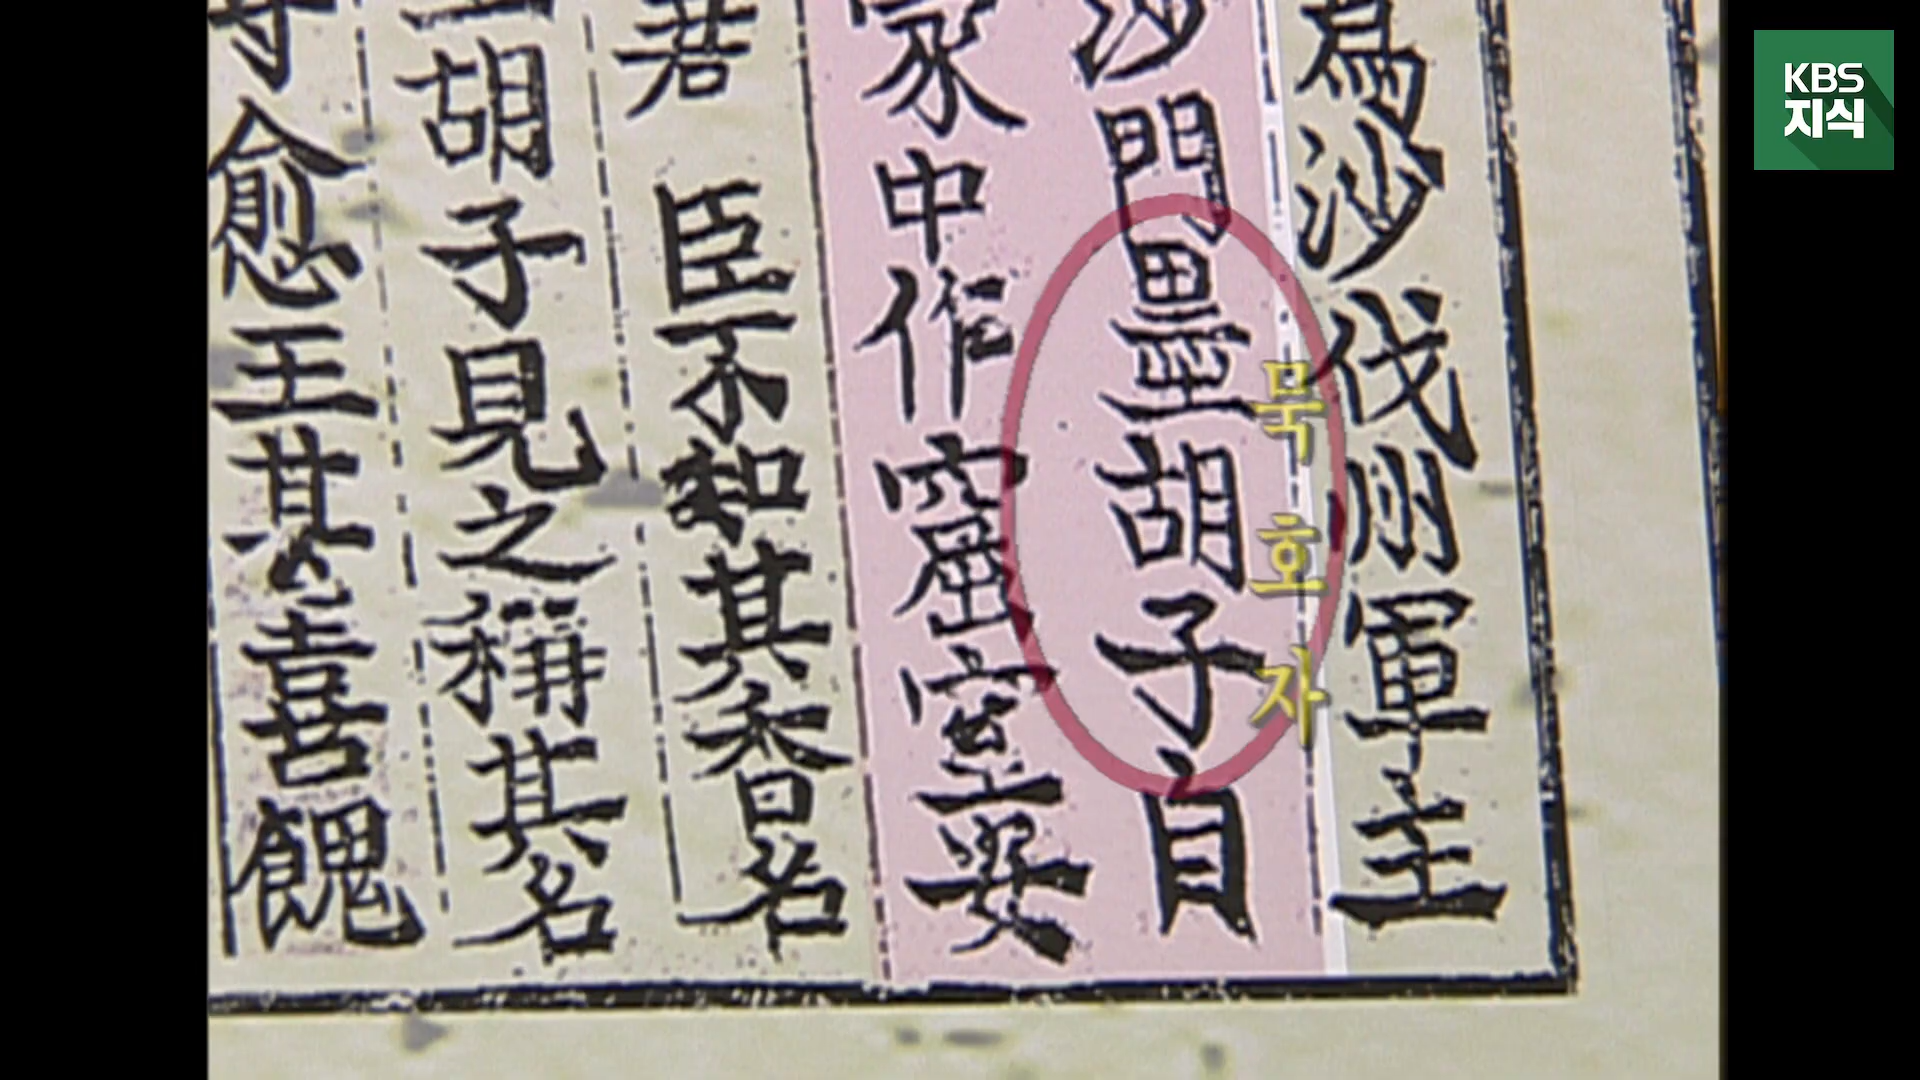 爲沙伐州軍主
沙門墨胡子自
家中作窟室安
君臣不知其香名
胡子見之稱其名
愈王甚喜餽
묵호자
KBS
지식